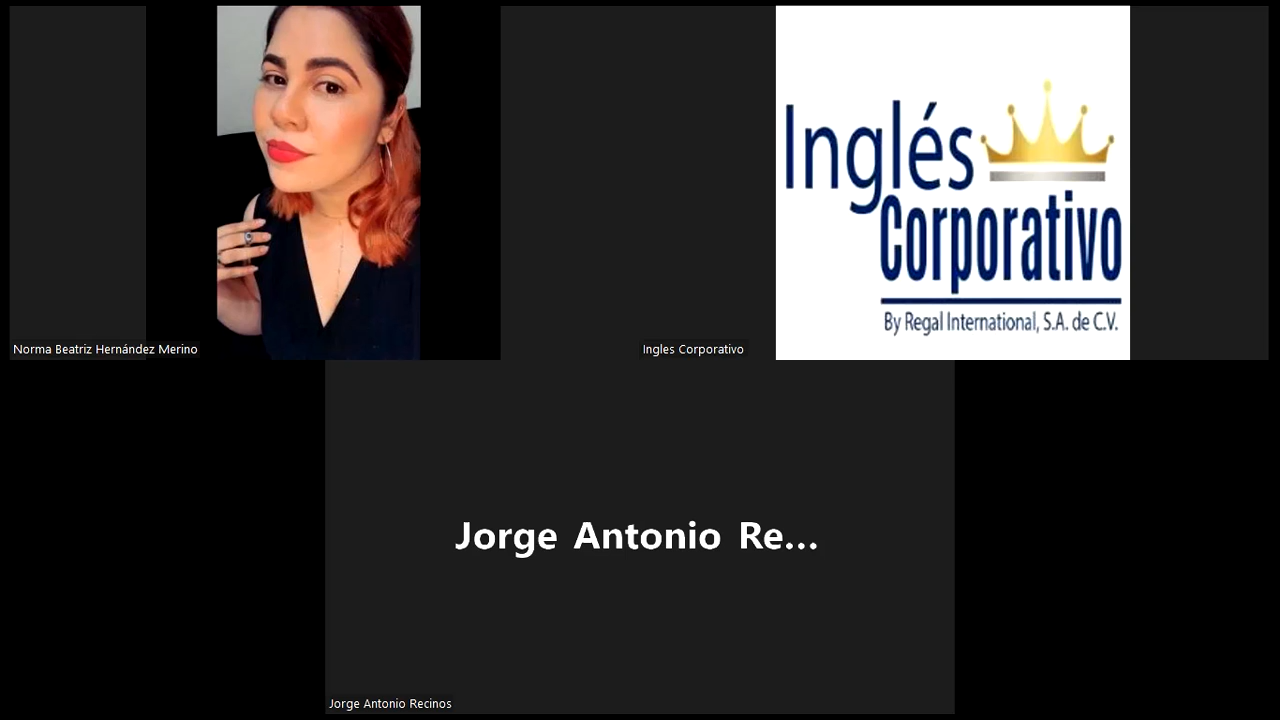 Inglés
Corporativo
By Regal International, S.A. de C.V.
Norma Beatriz Hernández Merino
Ingles Corporativo
Jorge Antonio Re...
Jorge Antonio Recinos